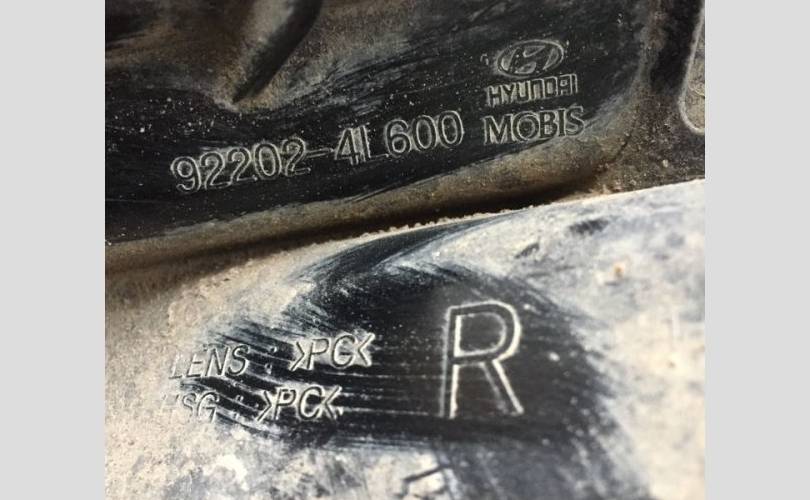 HYUNDAI
92202-4L600 MOBIS
LENS : >PC<
HSG : >PC<
R